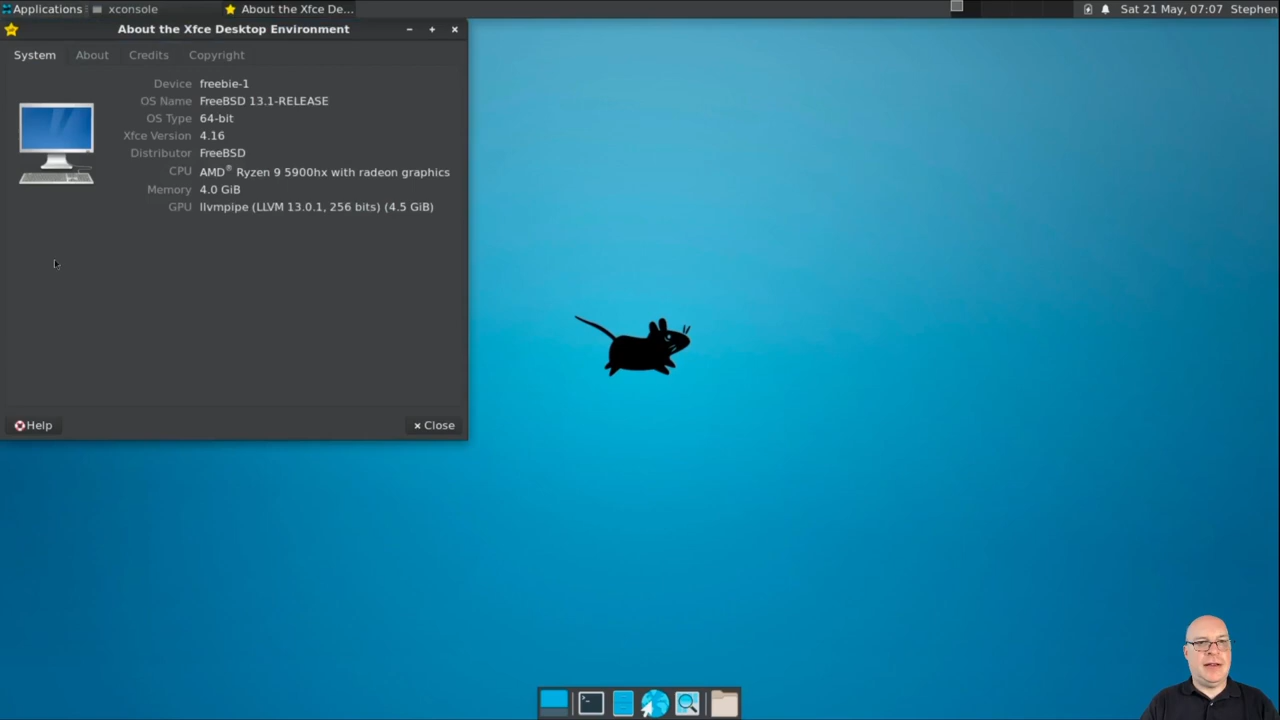 Applications
xconsole
About the Xfce De...
Sat 21 May, 07:07
Stephen
About the Xfce Desktop Environment
System
About
Credits
Copyright
Device freebie-1
OS Name FreeBSD 13.1-RELEASE
OS Type 64-bit
Xfce Version 4.16
Distributor FreeBSD
CPU AMD® Ryzen 9 5900hx with radeon graphics
Memory 4.0 GiB
GPU llvmpipe (LLVM 13.0.1, 256 bits) (4.5 GiB)
Help
Close